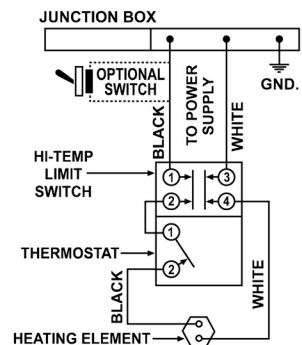 JUNCTION BOX
OPTIONAL
SWITCH
GND.
BLACK
TO POWER
SUPPLY
WHITE
HI-TEMP
LIMIT
SWITCH
1
3
2
4
THERMOSTAT
1
2
BLACK
WHITE
HEATING ELEMENT